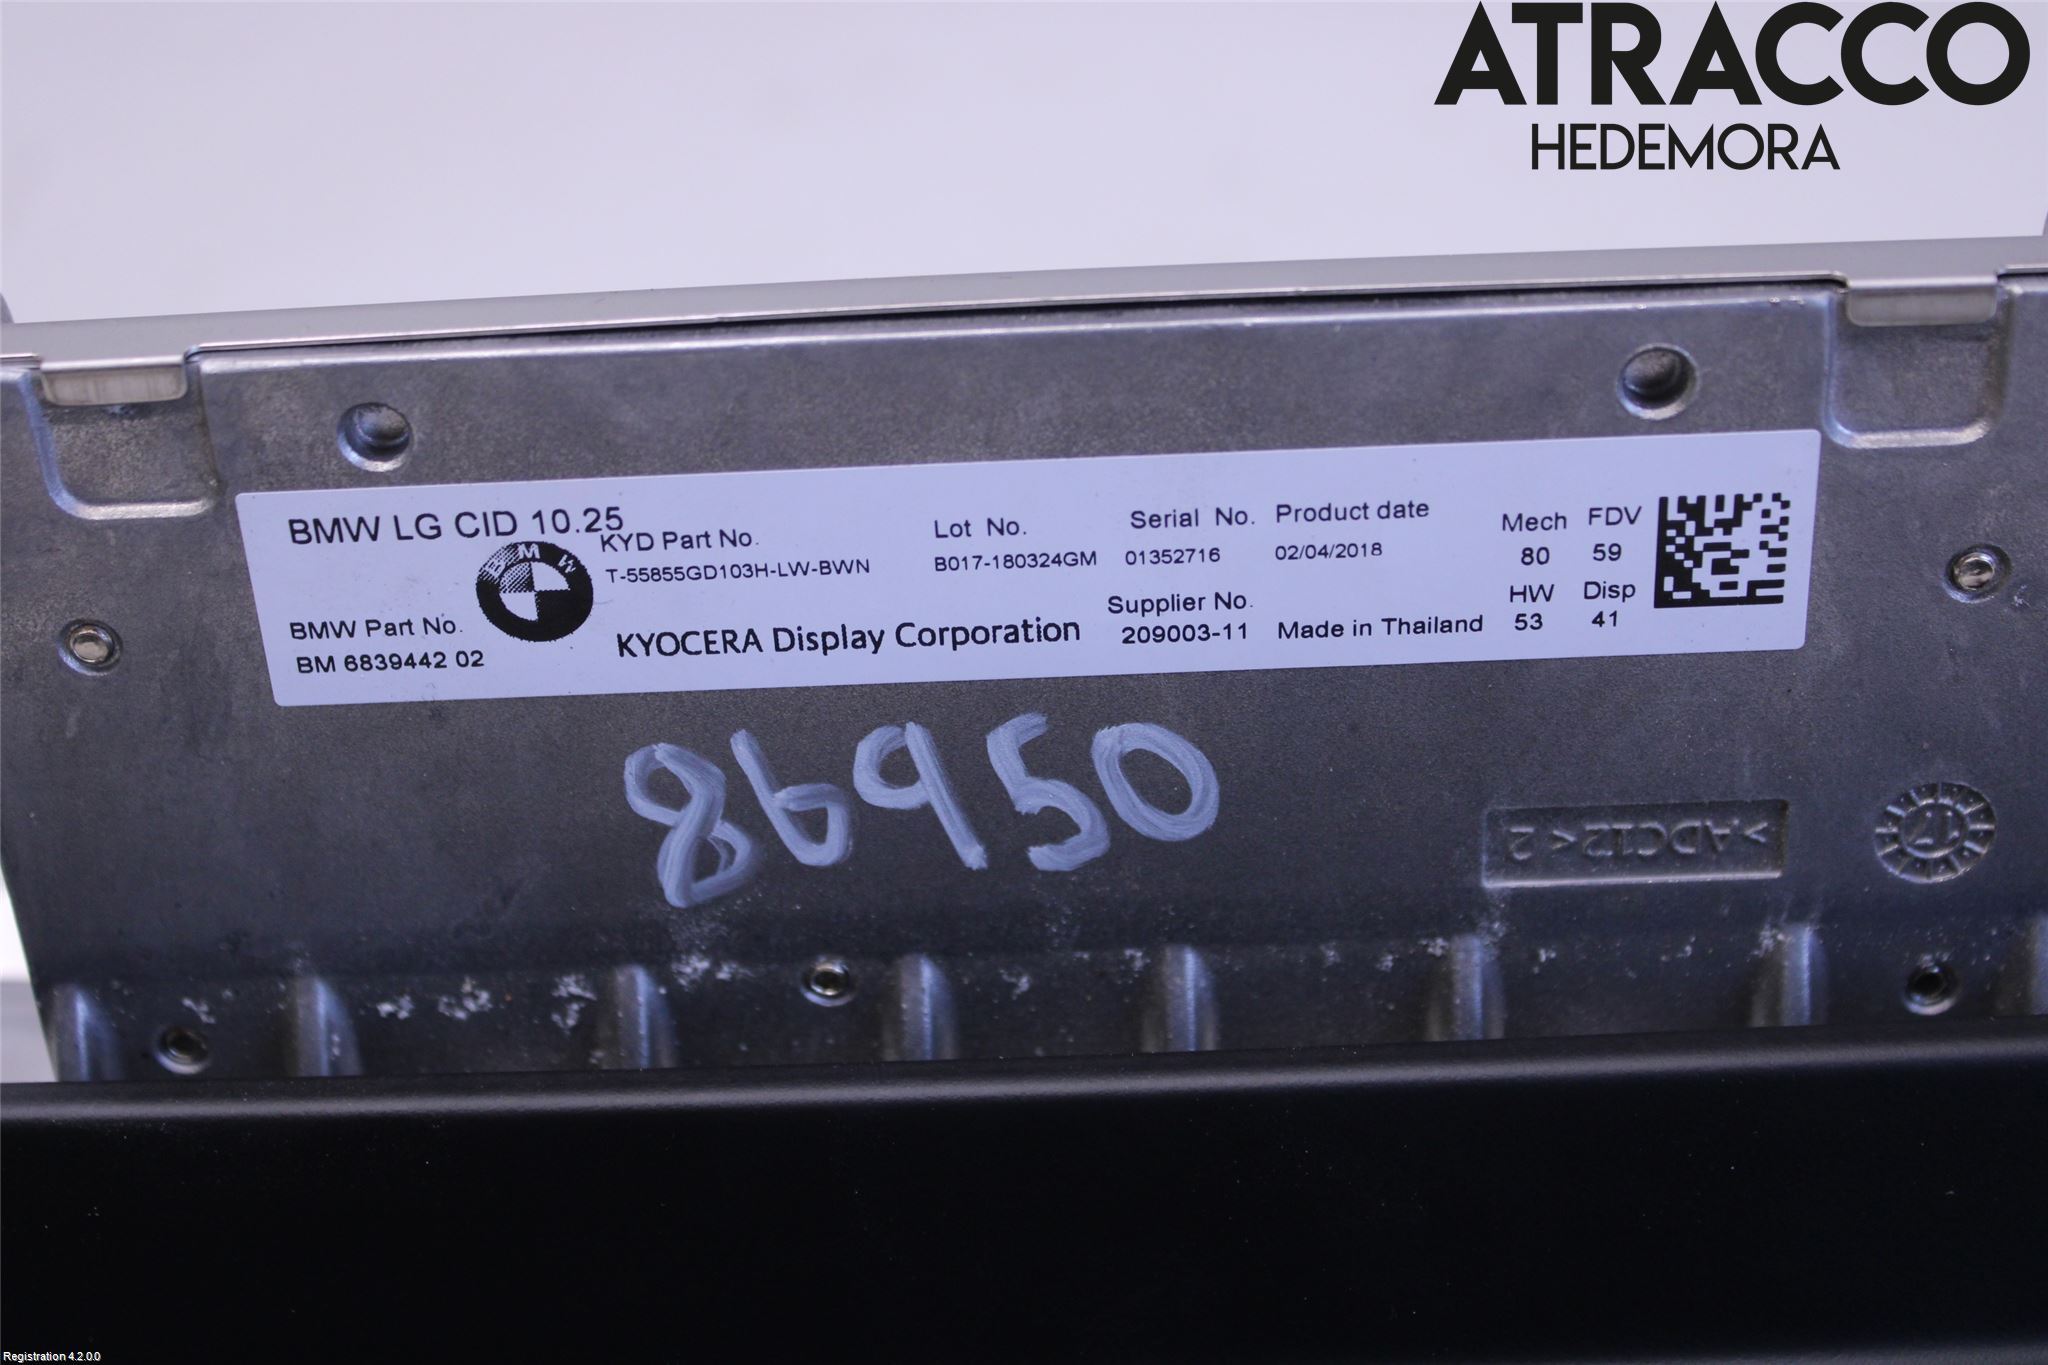 ATRACCO
HEDEMORA
BMW LG CID 10.25
BMW
BMW Part No.
BM 6839442 02
KYD Part No.
T-55855GD103H-LW-BWN
KYOCERA Display Corporation
Lot No.
B017-180324GM
Serial No.
01352716
Product date
02/04/2018
Supplier No.
209003-11
Made in Thailand
Mech FDV
80 59
HW Disp
53 41
86950
>ADC12<2
17
Registration 4.2.0.0